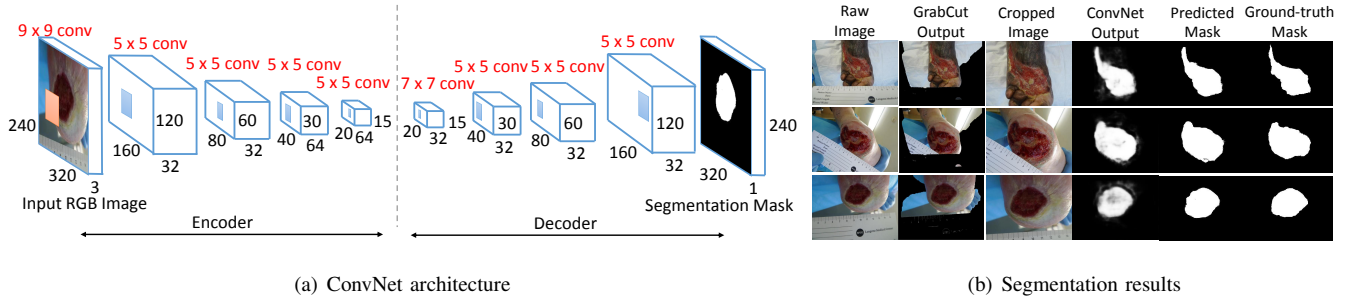 9 x 9 conv
5 x 5 conv
5 x 5 conv
5 x 5 conv
5 x 5 conv
7 x 7 conv
5 x 5 conv
5 x 5 conv
5 x 5 conv
240
320
3
160
120
32
80
60
32
40
30
64
20
15
64
20
15
32
40
30
32
80
60
32
160
120
32
320
240
1
Input RGB Image
Segmentation Mask
Encoder
Decoder
(a) ConvNet architecture
Raw Image
GrabCut Output
Cropped Image
ConvNet Output
Predicted Mask
Ground-truth Mask
(b) Segmentation results